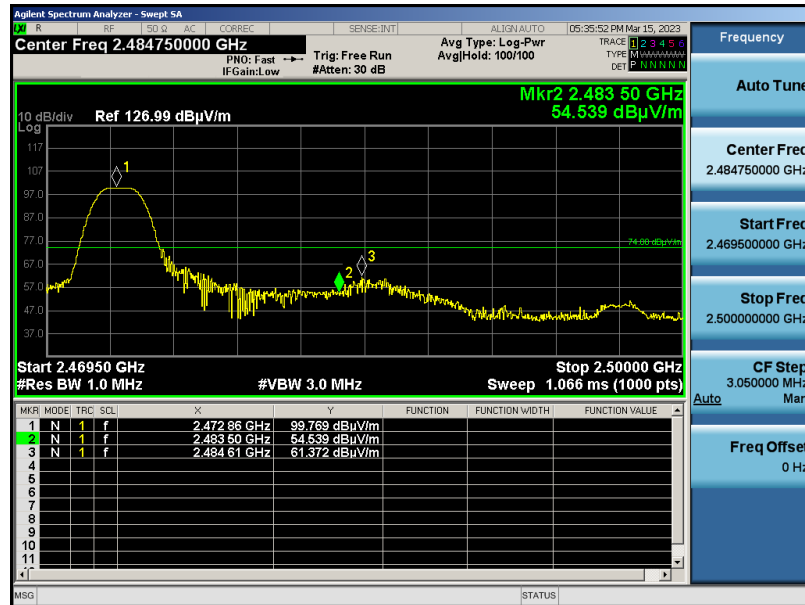 Agilent Spectrum Analyzer - Swept SA
LXI R RF 50 Ω AC CORREC SENSE:INT ALIGN AUTO 05:35:52 PM Mar 15, 2023
Center Freq 2.484750000 GHz
PNO: Fast
IFGain:Low
Trig: Free Run
#Atten: 30 dB
Avg Type: Log-Pwr
Avg|Hold: 100/100
TRACE 1 2 3 4 5 6
TYPE M
DET P N N N N N
Mkr2 2.483 50 GHz
54.539 dBµV/m
10 dB/div
Log
Ref 126.99 dBµV/m
117
107
97.0
87.0
77.0
67.0
57.0
47.0
37.0
1
2
3
74.00 dBµV/m
Start 2.46950 GHz
Stop 2.50000 GHz
#Res BW 1.0 MHz
#VBW 3.0 MHz
Sweep 1.066 ms (1000 pts)
MKR MODE TRC SCL X Y FUNCTION FUNCTION WIDTH FUNCTION VALUE
1 N 1 f 2.472 86 GHz 99.769 dBµV/m
2 N 1 f 2.483 50 GHz 54.539 dBµV/m
3 N 1 f 2.484 61 GHz 61.372 dBµV/m
4
5
6
7
8
9
10
11
MSG
STATUS
Frequency
Auto Tune
Center Freq
2.484750000 GHz
Start Freq
2.469500000 GHz
Stop Freq
2.500000000 GHz
CF Step
3.050000 MHz
Auto Man
Freq Offset
0 Hz